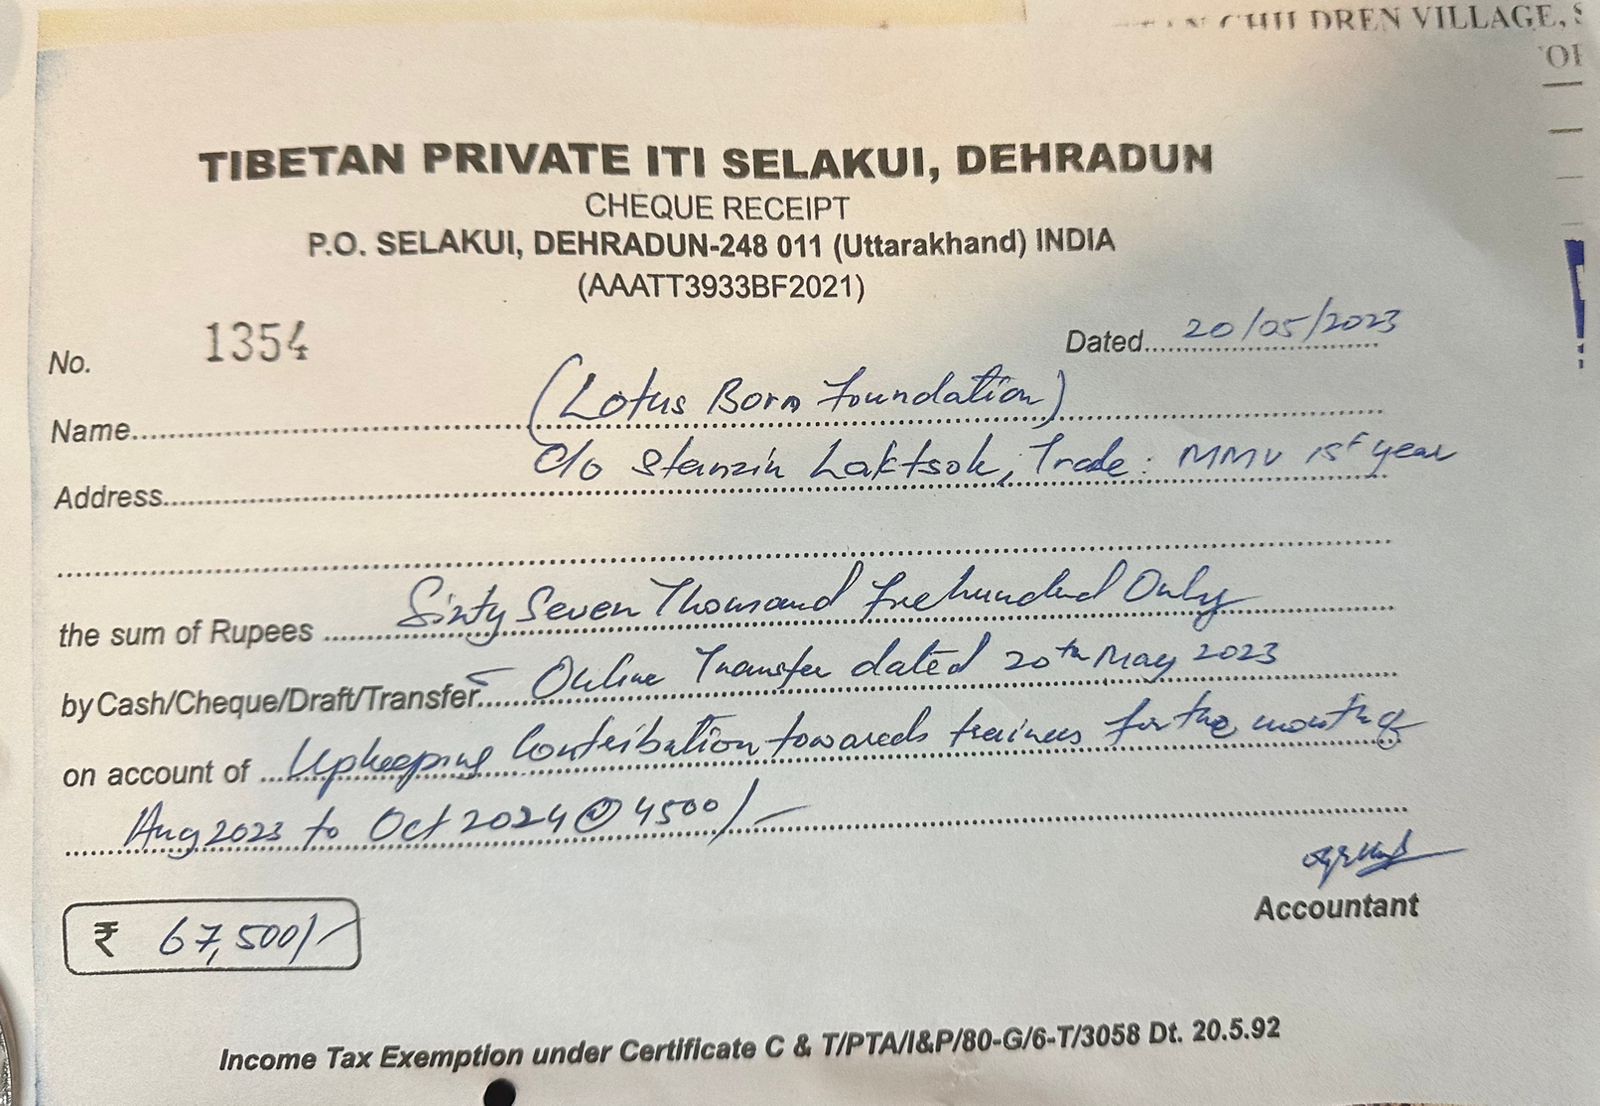 CHILDREN VILLAGE, S
TIBETAN PRIVATE ITI SELAKUI, DEHRADUN
CHEQUE RECEIPT
P.O. SELAKUI, DEHRADUN-248 011 (Uttarakhand) INDIA
(AAATT3933BF2021)
No. 1354 Dated 20/05/2023
Name (Lotus Born Foundation)
Address C/o Stanzin Laktsok, Trade: MMV 1st year
the sum of Rupees Sixty Seven Thousand fivehundred Only
by Cash/Cheque/Draft/Transfer Online Transfer dated 20th May 2023
on account of Upkeeping Contribution towards trainees for the month of
Aug 2023 to Oct 2024 @ 4500/-
Accountant
₹ 67,500/-
Income Tax Exemption under Certificate C & T/PTA/I&P/80-G/6-T/3058 Dt. 20.5.92